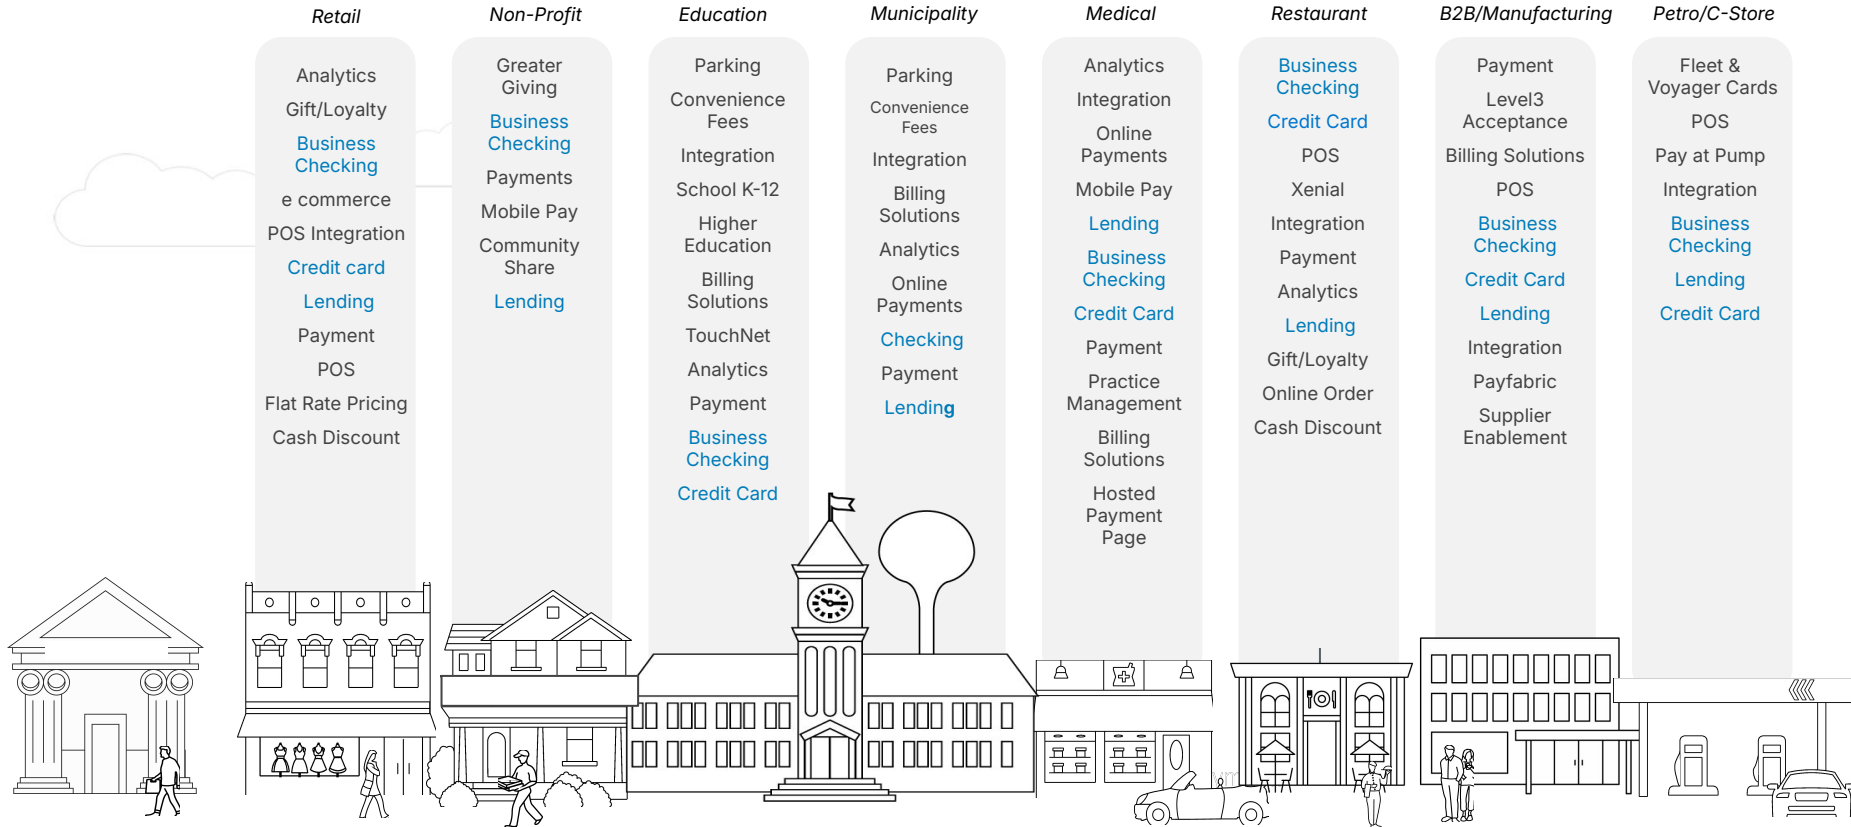 Retail
Analytics
Gift/Loyalty
Business
Checking
e commerce
POS Integration
Credit card
Lending
Payment
POS
Flat Rate Pricing
Cash Discount
Non-Profit
Greater
Giving
Business
Checking
Payments
Mobile Pay
Community
Share
Lending
Education
Parking
Convenience
Fees
Integration
School K-12
Higher
Education
Billing
Solutions
TouchNet
Analytics
Payment
Business
Checking
Credit Card
Municipality
Parking
Convenience
Fees
Integration
Billing
Solutions
Analytics
Online
Payments
Checking
Payment
Lending
Medical
Analytics
Integration
Online
Payments
Mobile Pay
Lending
Business
Checking
Credit Card
Payment
Practice
Management
Billing
Solutions
Hosted
Payment
Page
Restaurant
Business
Checking
Credit Card
POS
Xenial
Integration
Payment
Analytics
Lending
Gift/Loyalty
Online Order
Cash Discount
B2B/Manufacturing
Payment
Level3
Acceptance
Billing Solutions
POS
Business
Checking
Credit Card
Lending
Integration
Payfabric
Supplier
Enablement
Petro/C-Store
Fleet &
Voyager Cards
POS
Pay at Pump
Integration
Business
Checking
Lending
Credit Card